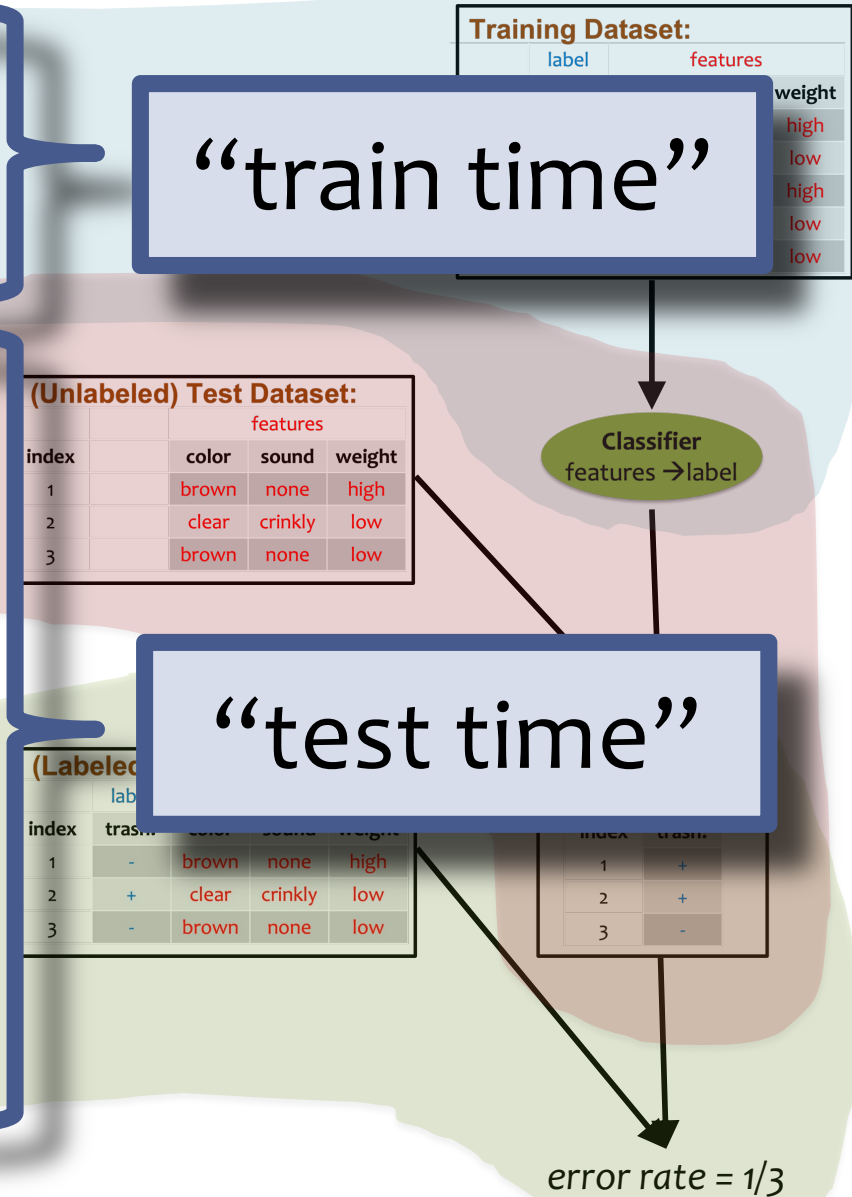 Training Dataset:
label features
weight
high
low
high
low
low
“train time”
(Unlabeled) Test Dataset:
features
index color sound weight
1 brown none high
2 clear crinkly low
3 brown none low
Classifier
features →label
“test time”
index
1 - brown none high
2 + clear crinkly low
3 - brown none low
index trash?
1 +
2 +
3 -
error rate = 1/3